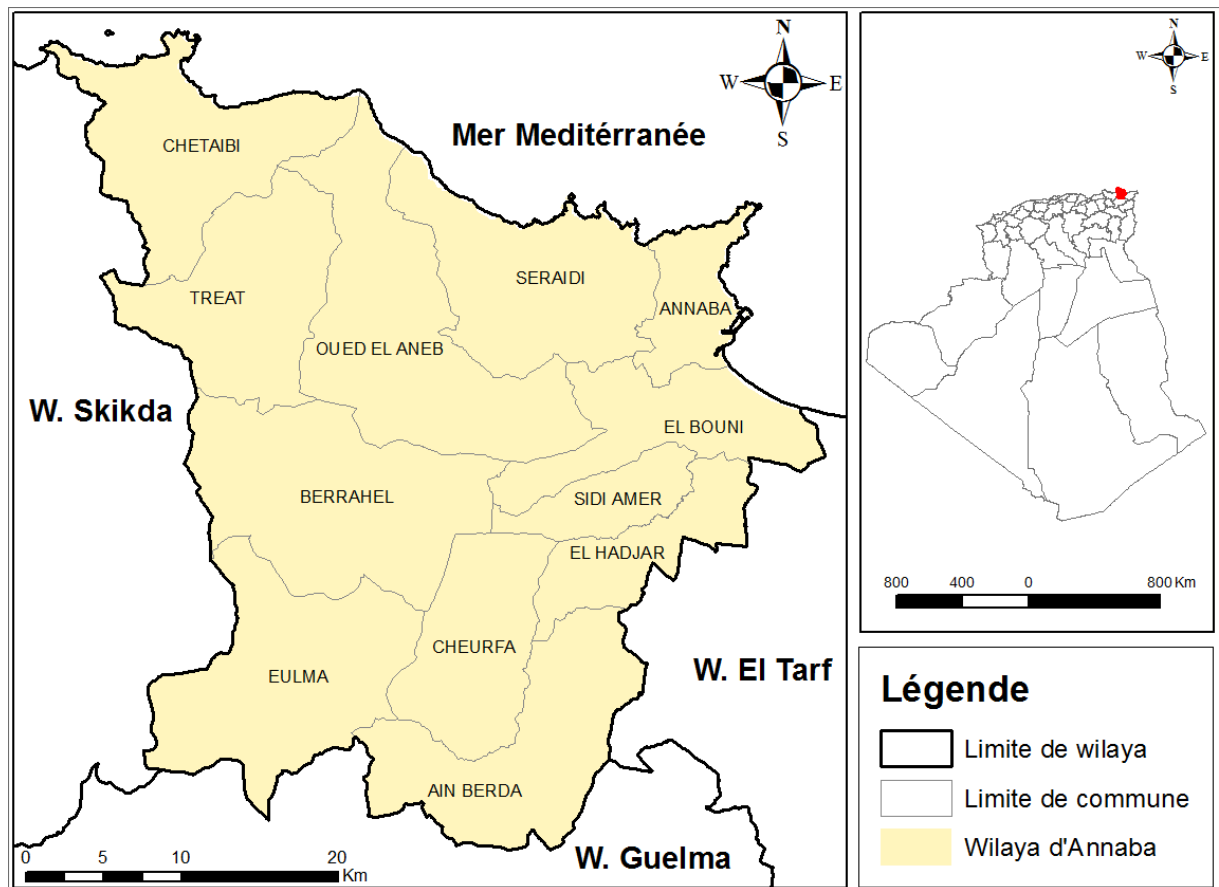 N
W E
S
Mer Meditérranée
CHETAIBI
TREAT
SERAIDI
ANNABA
OUED EL ANEB
W. Skikda
EL BOUNI
BERRAHEL
SIDI AMER
EL HADJAR
CHEURFA
EULMA
W. El Tarf
AIN BERDA
W. Guelma
0 5 10 20
Km
N
W E
S
800 400 0 800 Km
Légende
Limite de wilaya
Limite de commune
Wilaya d'Annaba